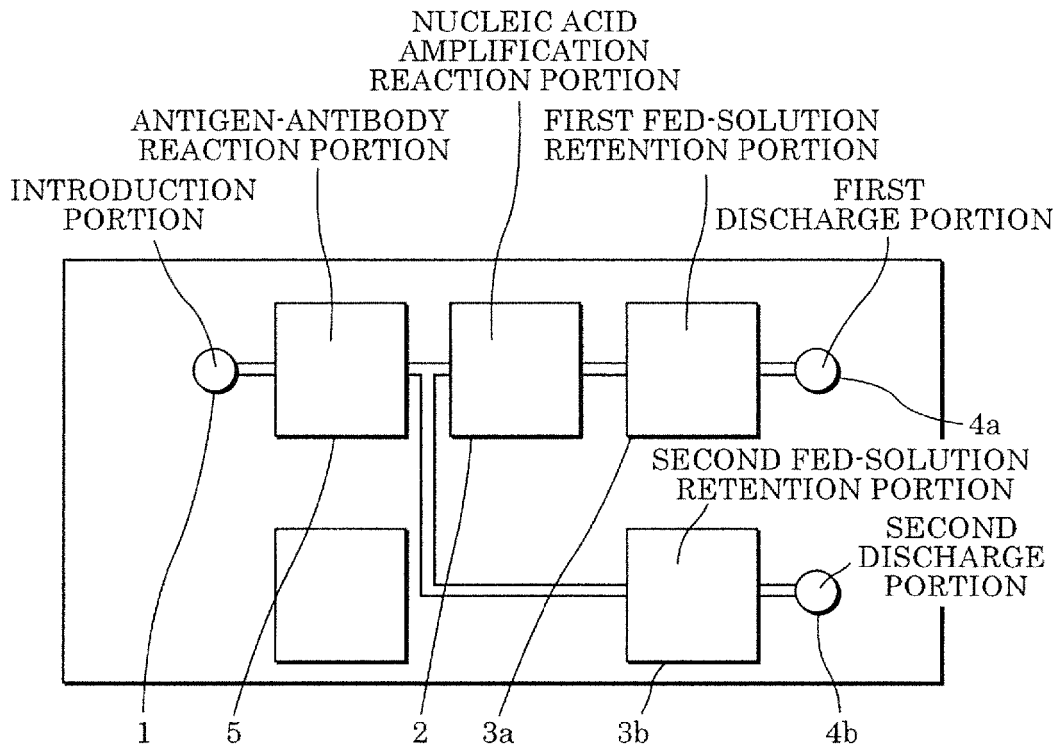 NUCLEIC ACID
AMPLIFICATION
REACTION PORTION
ANTIGEN-ANTIBODY
REACTION PORTION
FIRST FED-SOLUTION
RETENTION PORTION
INTRODUCTION
PORTION
FIRST
DISCHARGE PORTION
4a
SECOND FED-SOLUTION
RETENTION PORTION
SECOND
DISCHARGE
PORTION
1
5
2
3a
3b
4b